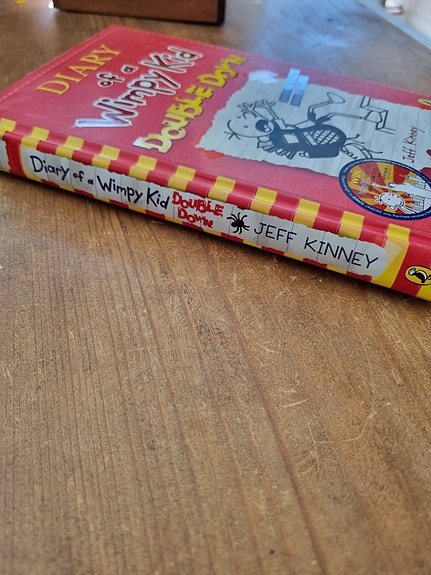 DIARY
of a
WIMPY KID
DOUBLE DOWN
Jeff Kinney
Diary of a Wimpy Kid DOUBLE DOWN JEFF KINNEY